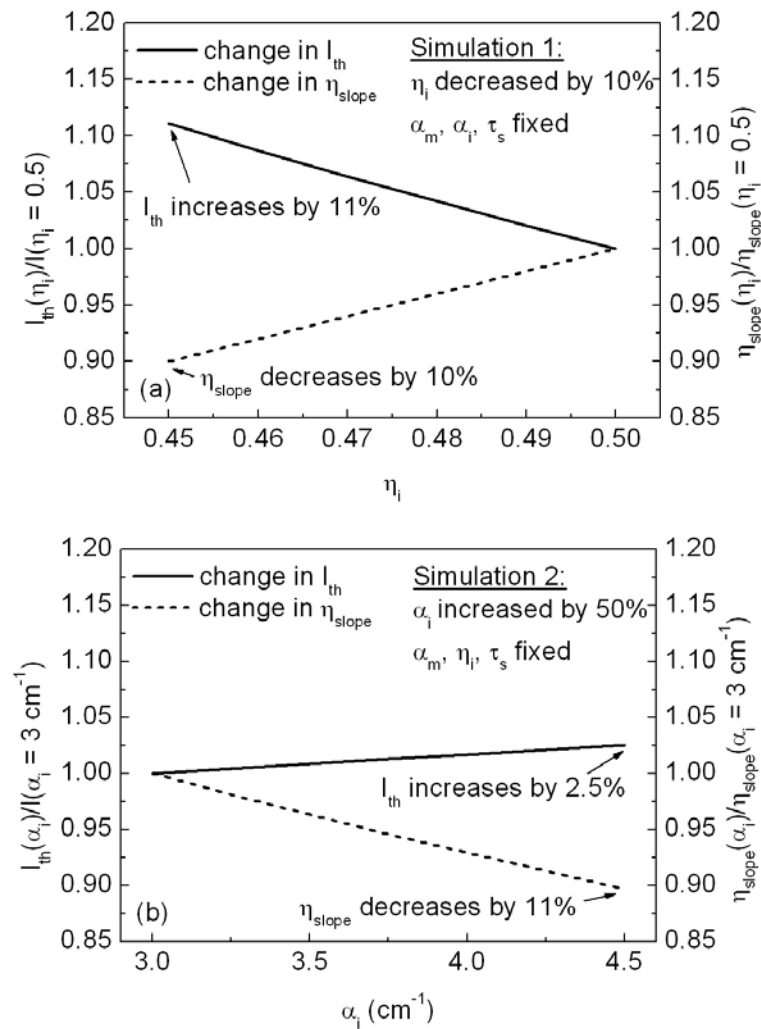 1.20
1.15
1.10
1.05
1.00
0.95
0.90
0.85
I_th(η_i)/I(η_i = 0.5)
change in I_th
change in η_slope
Simulation 1:
η_i decreased by 10%
α_m, α_i, τ_s fixed
I_th increases by 11%
η_slope decreases by 10%
(a)
1.20
1.15
1.10
1.05
1.00
0.95
0.90
0.85
η_slope(η_i)/η_slope(η_i = 0.5)
0.45 0.46 0.47 0.48 0.49 0.50
η_i
1.20
1.15
1.10
1.05
1.00
0.95
0.90
0.85
I_th(α_i)/I(α_i = 3 cm⁻¹)
change in I_th
change in η_slope
Simulation 2:
α_i increased by 50%
α_m, η_i, τ_s fixed
I_th increases by 2.5%
η_slope decreases by 11%
(b)
1.20
1.15
1.10
1.05
1.00
0.95
0.90
0.85
η_slope(α_i)/η_slope(α_i = 3 cm⁻¹)
3.0 3.5 4.0 4.5
α_i (cm⁻¹)